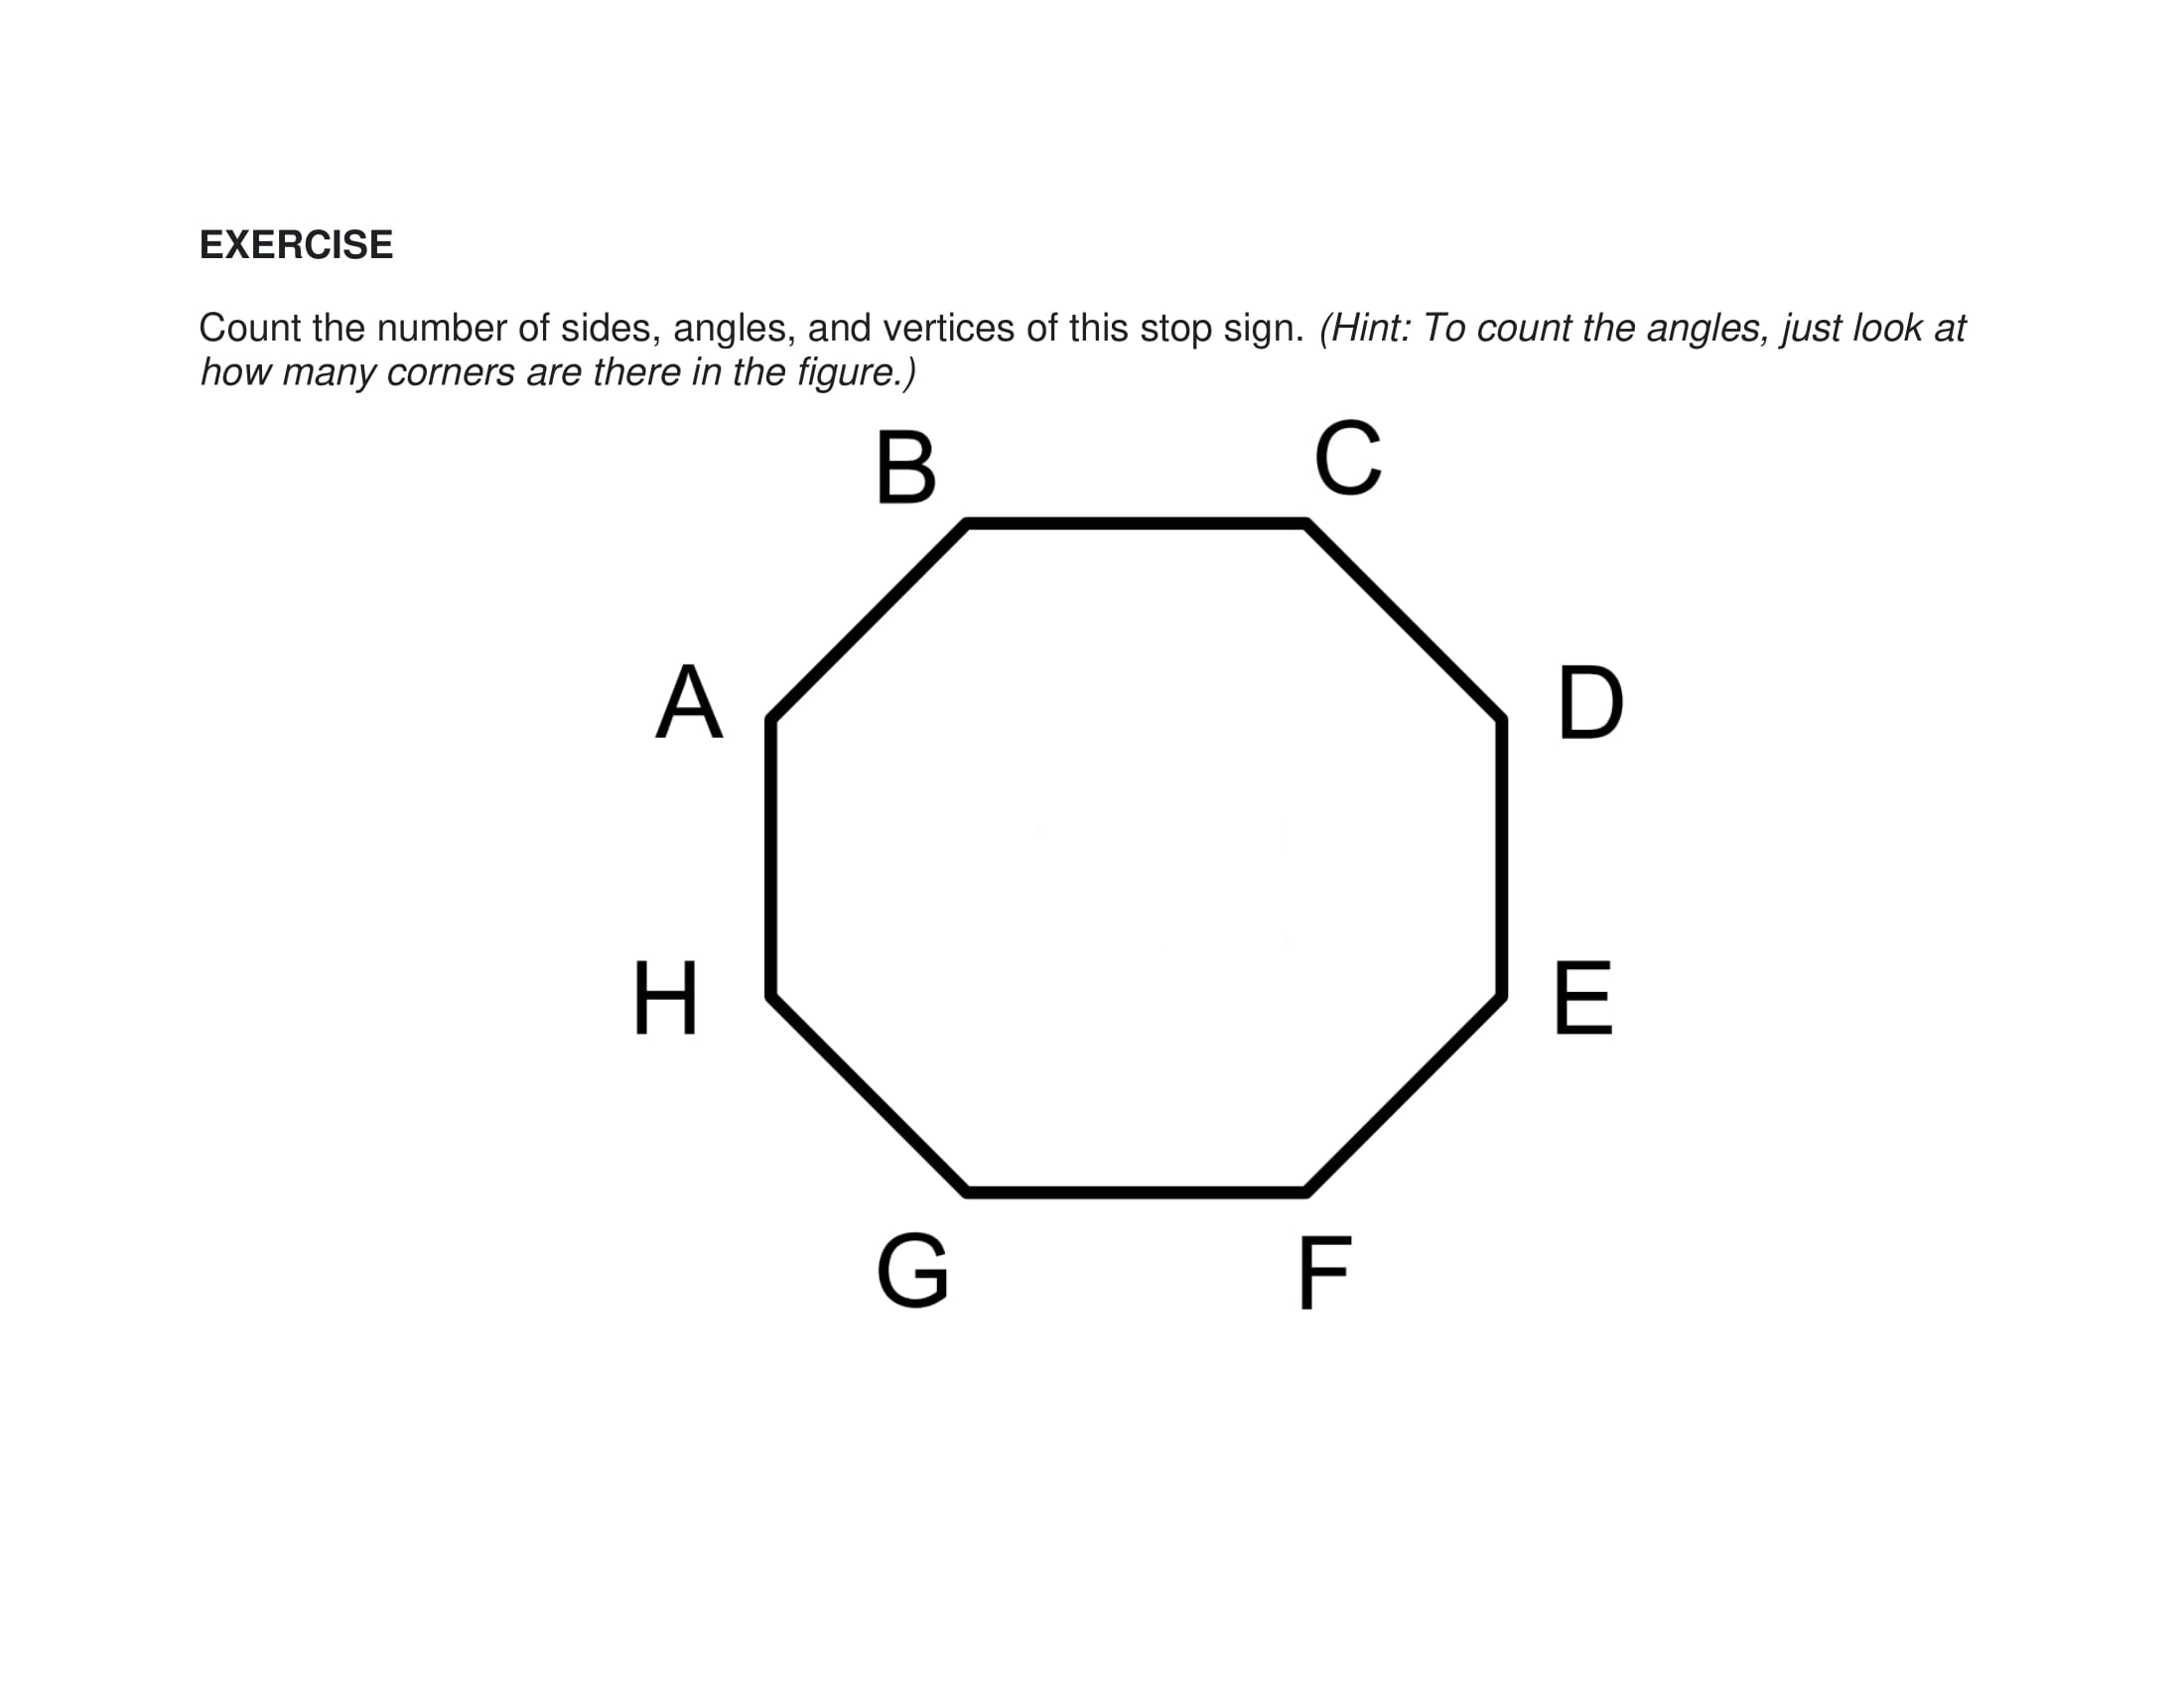 EXERCISE
Count the number of sides, angles, and vertices of this stop sign. (Hint: To count the angles, just look at
how many corners are there in the figure.)
B
C
A
D
H
E
G
F